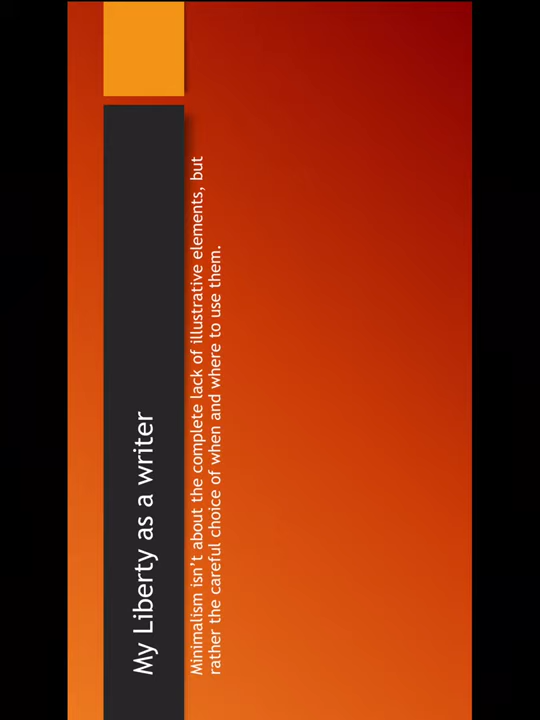 My Liberty as a writer
Minimalism isn't about the complete lack of illustrative elements, but
rather the careful choice of when and where to use them.